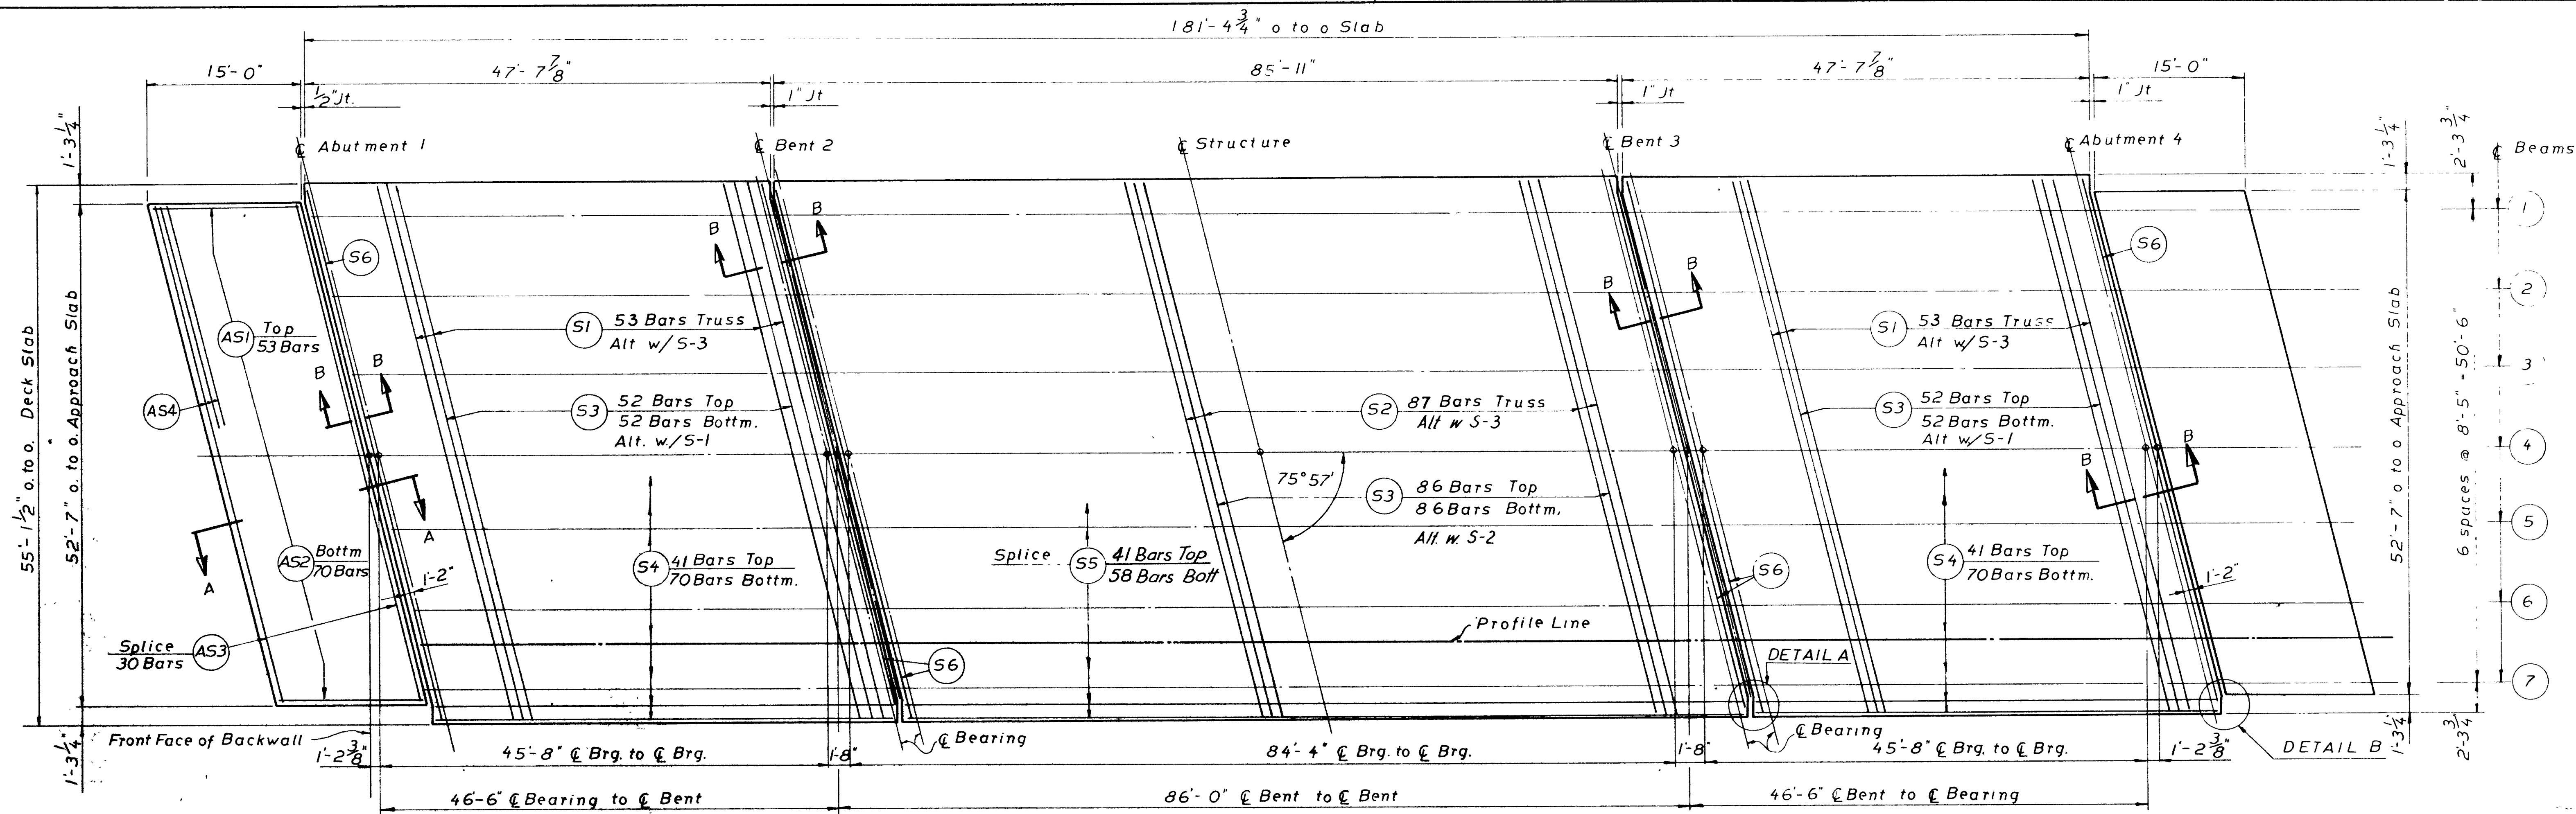 181'-4 3/4" o to o Slab
15'-0"
47'-7 7/8"
85'-11"
47'-7 7/8"
15'-0"
1/2" Jt.
1" Jt
1" Jt
1" Jt
1'-3 1/4"
℄ Abutment 1
℄ Bent 2
℄ Structure
℄ Bent 3
℄ Abutment 4
1'-3 1/4"
2'-3 3/4"
℄ Beams
55'-1 1/2" o. to o. Deck Slab
52'-7" o. to o. Approach Slab
S6
B
B
S6
1
2
3
4
5
6
7
AS1 Top
53 Bars
S1 53 Bars Truss
Alt w/S-3
B
B
S1 53 Bars Truss
Alt w/S-3
B
B
AS4
S3 52 Bars Top
52 Bars Bottm.
Alt. w/S-1
S2 87 Bars Truss
Alt w S-3
S3 52 Bars Top
52 Bars Bottm.
Alt w/S-1
52'-7" o to o Approach Slab
6 spaces @ 8'-5" = 50'-6"
75°57'
S3 86 Bars Top
86 Bars Bottm.
Alt. w. S-2
B
B
A
A
AS2 Bottm
70 Bars
1'-2"
S4 41 Bars Top
70 Bars Bottm.
Splice S5 41 Bars Top
58 Bars Bott
S6
S4 41 Bars Top
70 Bars Bottm.
1'-2"
Splice AS3
30 Bars
Profile Line
S6
DETAIL A
Front Face of Backwall
℄ Bearing
℄ Bearing
DETAIL B
1'-3 1/4"
1'-2 3/8"
45'-8" ℄ Brg. to ℄ Brg.
1'-8"
84'-4" ℄ Brg. to ℄ Brg.
1'-8"
45'-8" ℄ Brg. to ℄ Brg.
1'-2 3/8"
1'-3 1/4"
2'-3 3/4"
46'-6" ℄ Bearing to ℄ Bent
86'-0" ℄ Bent to ℄ Bent
46'-6" ℄ Bent to ℄ Bearing